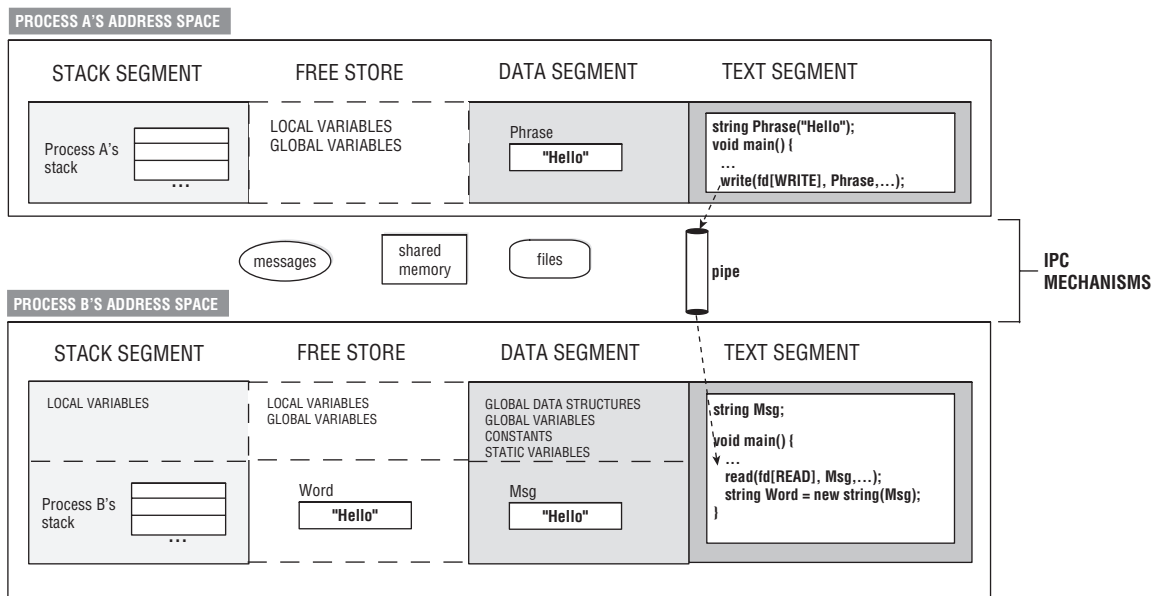 PROCESS A'S ADDRESS SPACE
STACK SEGMENT
FREE STORE
DATA SEGMENT
TEXT SEGMENT
Process A's
stack
...
LOCAL VARIABLES
GLOBAL VARIABLES
Phrase
"Hello"
string Phrase("Hello");
void main() {
...
write(fd[WRITE], Phrase,...);
messages
shared
memory
files
pipe
IPC
MECHANISMS
PROCESS B'S ADDRESS SPACE
STACK SEGMENT
FREE STORE
DATA SEGMENT
TEXT SEGMENT
LOCAL VARIABLES
Process B's
stack
...
LOCAL VARIABLES
GLOBAL VARIABLES
Word
"Hello"
GLOBAL DATA STRUCTURES
GLOBAL VARIABLES
CONSTANTS
STATIC VARIABLES
Msg
"Hello"
string Msg;
void main() {
...
read(fd[READ], Msg,...);
string Word = new string(Msg);
}